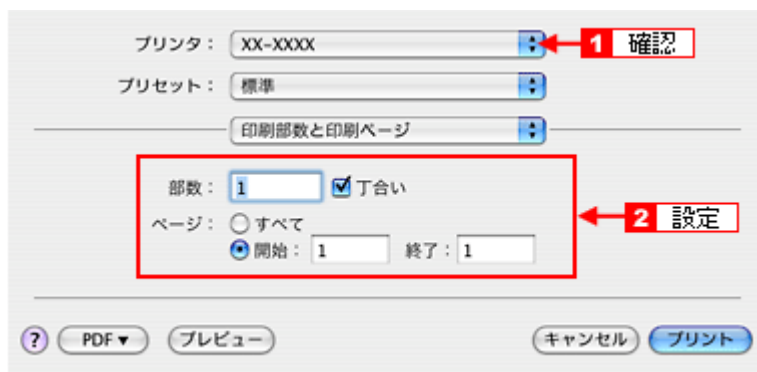 プリンタ： XX-XXXX 1 確認
プリセット： 標準
印刷部数と印刷ページ
部数： 1 丁合い
ページ： すべて
開始： 1 終了： 1
2 設定
? PDF▼ プレビュー キャンセル プリント